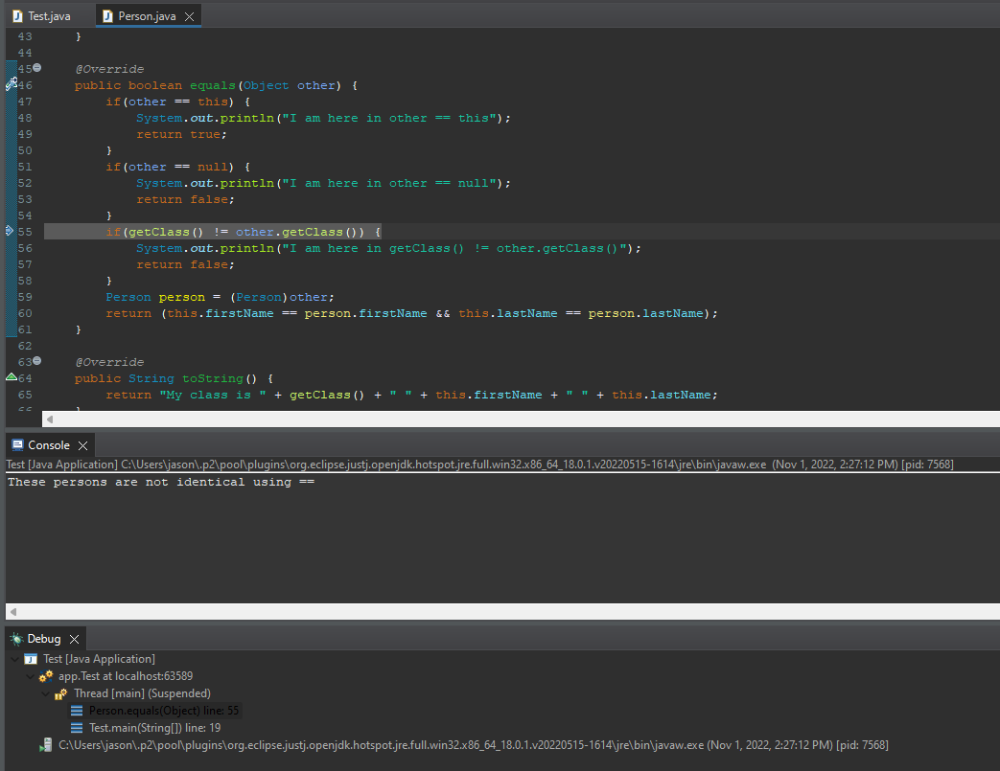 Test.java Person.java
43 }
44
45 @Override
46 public boolean equals(Object other) {
47 if(other == this) {
48 System.out.println("I am here in other == this");
49 return true;
50 }
51 if(other == null) {
52 System.out.println("I am here in other == null");
53 return false;
54 }
55 if(getClass() != other.getClass()) {
56 System.out.println("I am here in getClass() != other.getClass()");
57 return false;
58 }
59 Person person = (Person)other;
60 return (this.firstName == person.firstName && this.lastName == person.lastName);
61 }
62
63 @Override
64 public String toString() {
65 return "My class is " + getClass() + " " + this.firstName + " " + this.lastName;
Console
Test [Java Application] C:\Users\jason\.p2\pool\plugins\org.eclipse.justj.openjdk.hotspot.jre.full.win32.x86_64_18.0.1.v20220515-1614\jre\bin\javaw.exe (Nov 1, 2022, 2:27:12 PM) [pid: 7568]
These persons are not identical using ==
Debug
Test [Java Application]
app.Test at localhost:63589
Thread [main] (Suspended)
Person.equals(Object) line: 55
Test.main(String[]) line: 19
C:\Users\jason\.p2\pool\plugins\org.eclipse.justj.openjdk.hotspot.jre.full.win32.x86_64_18.0.1.v20220515-1614\jre\bin\javaw.exe (Nov 1, 2022, 2:27:12 PM) [pid: 7568]